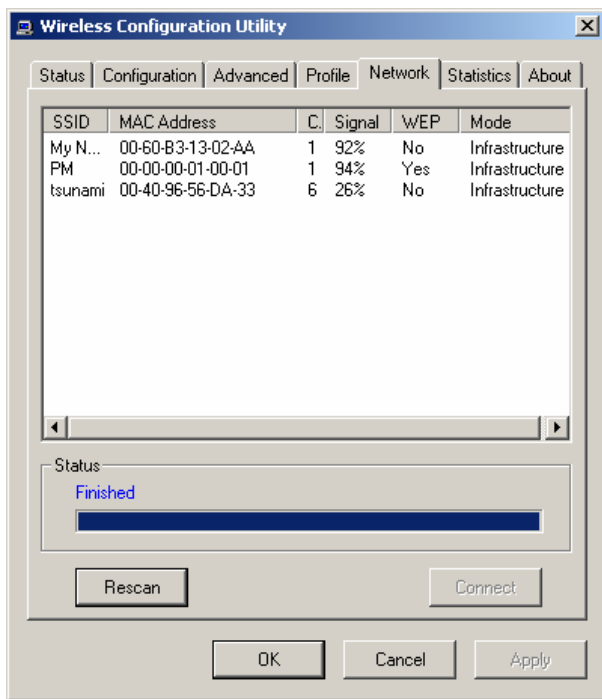 Wireless Configuration Utility
Status Configuration Advanced Profile Network Statistics About
SSID MAC Address C. Signal WEP Mode
My N... 00-60-B3-13-02-AA 1 92% No Infrastructure
PM 00-00-00-01-00-01 1 94% Yes Infrastructure
tsunami 00-40-96-56-DA-33 6 26% No Infrastructure
Status
Finished
Rescan Connect
OK Cancel Apply